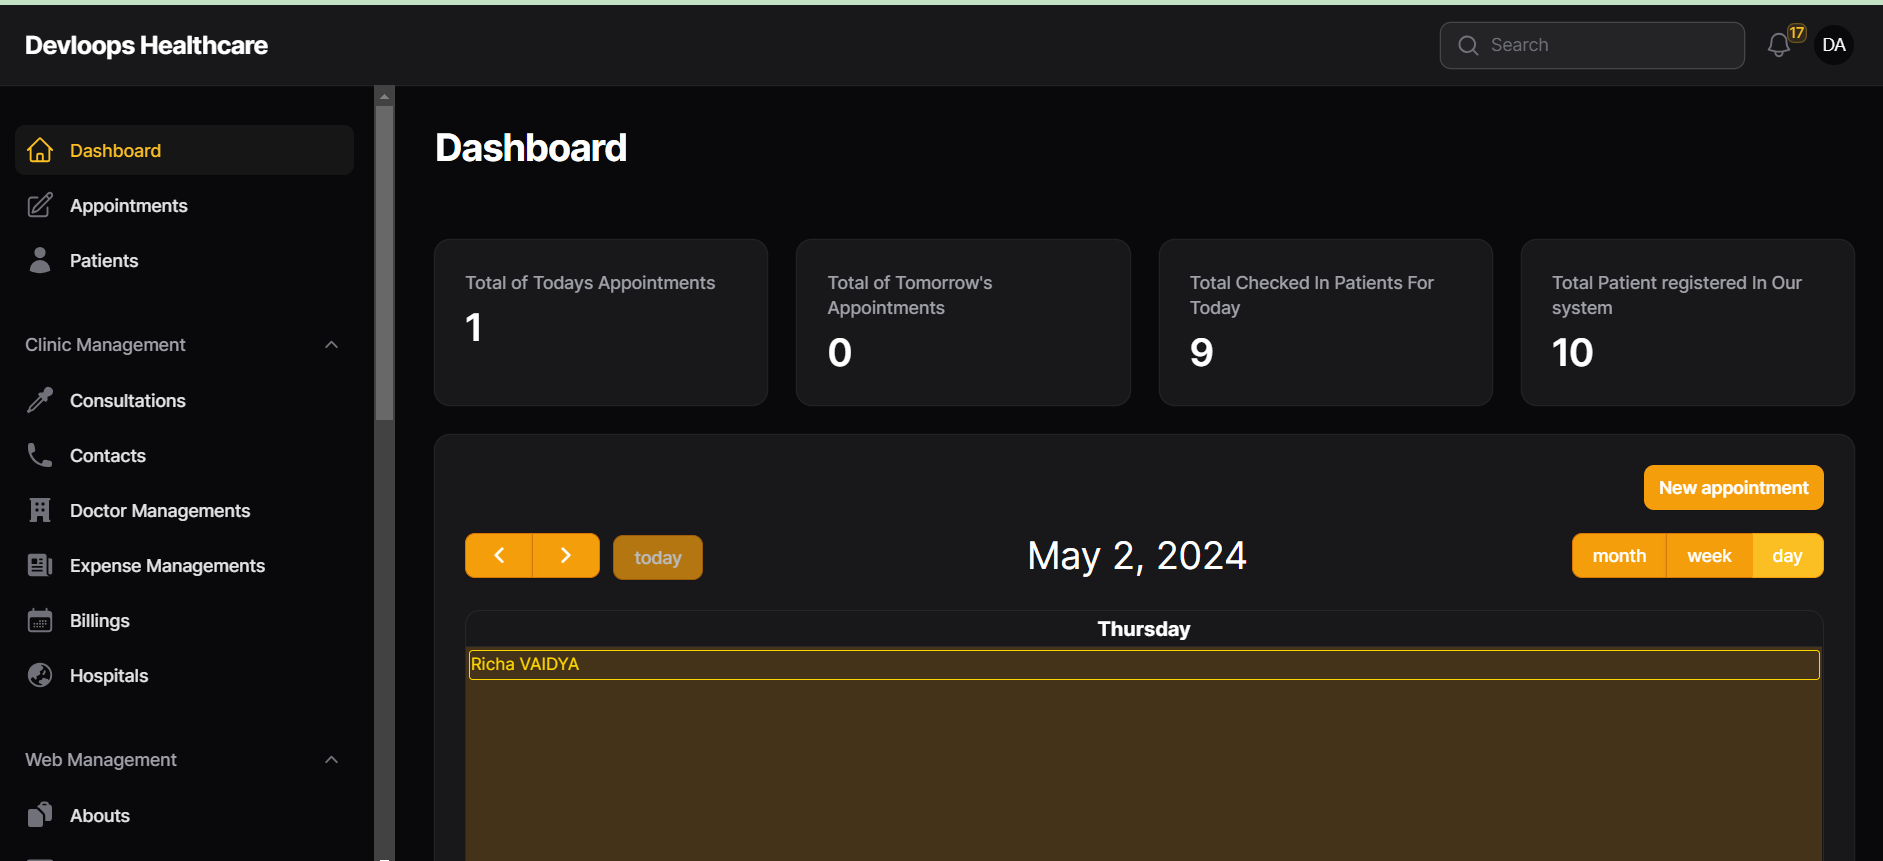 Devloops Healthcare
Search
17
DA
Dashboard
Appointments
Patients
Clinic Management
Consultations
Contacts
Doctor Managements
Expense Managements
Billings
Hospitals
Web Management
Abouts
Dashboard
Total of Todays Appointments
1
Total of Tomorrow's
Appointments
0
Total Checked In Patients For
Today
9
Total Patient registered In Our
system
10
New appointment
today
May 2, 2024
month
week
day
Thursday
Richa VAIDYA